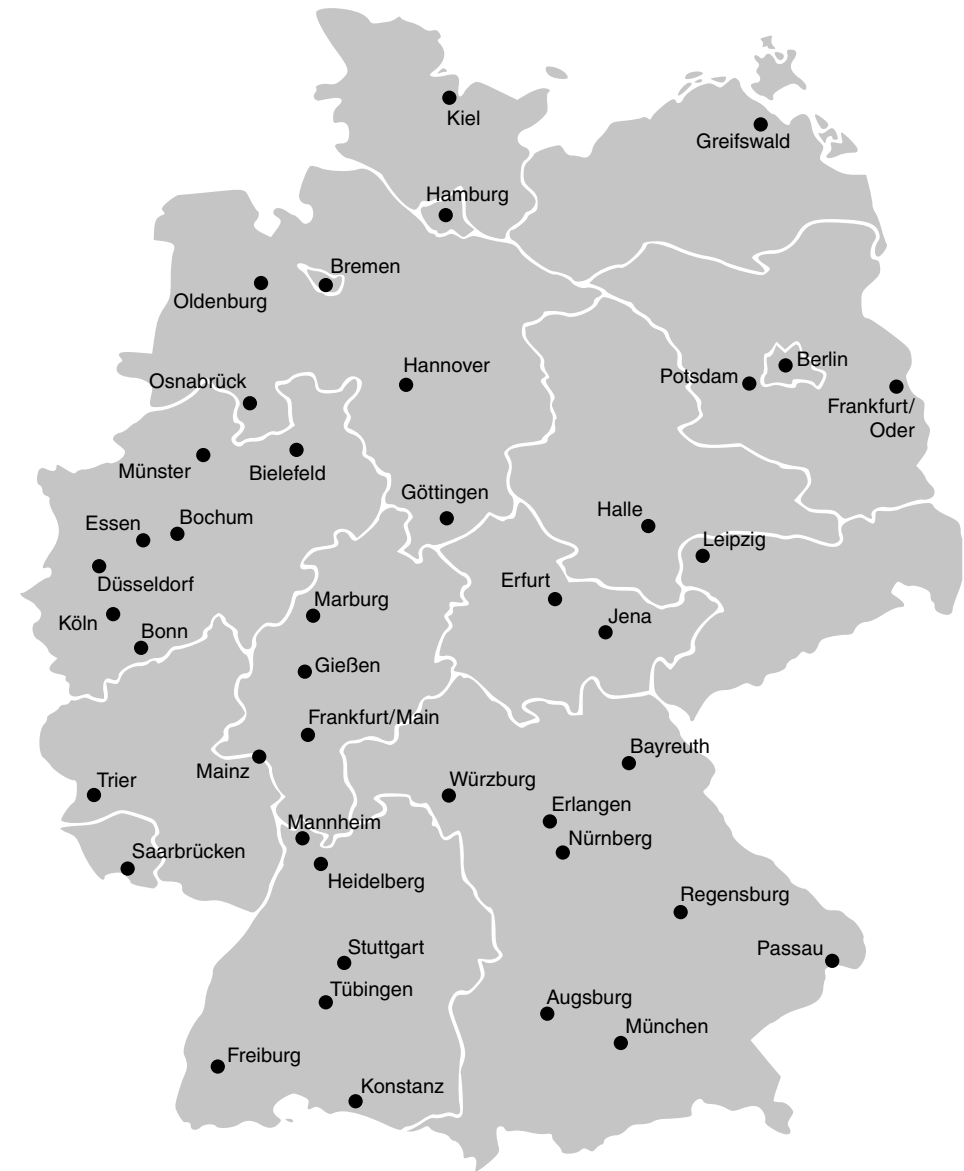 Kiel
Greifswald
Hamburg
Bremen
Oldenburg
Hannover
Berlin
Potsdam
Osnabrück
Frankfurt/
Oder
Münster
Bielefeld
Göttingen
Essen
Bochum
Halle
Leipzig
Düsseldorf
Erfurt
Marburg
Jena
Köln
Bonn
Gießen
Frankfurt/Main
Bayreuth
Mainz
Trier
Würzburg
Erlangen
Mannheim
Nürnberg
Saarbrücken
Heidelberg
Regensburg
Stuttgart
Passau
Tübingen
Augsburg
München
Freiburg
Konstanz